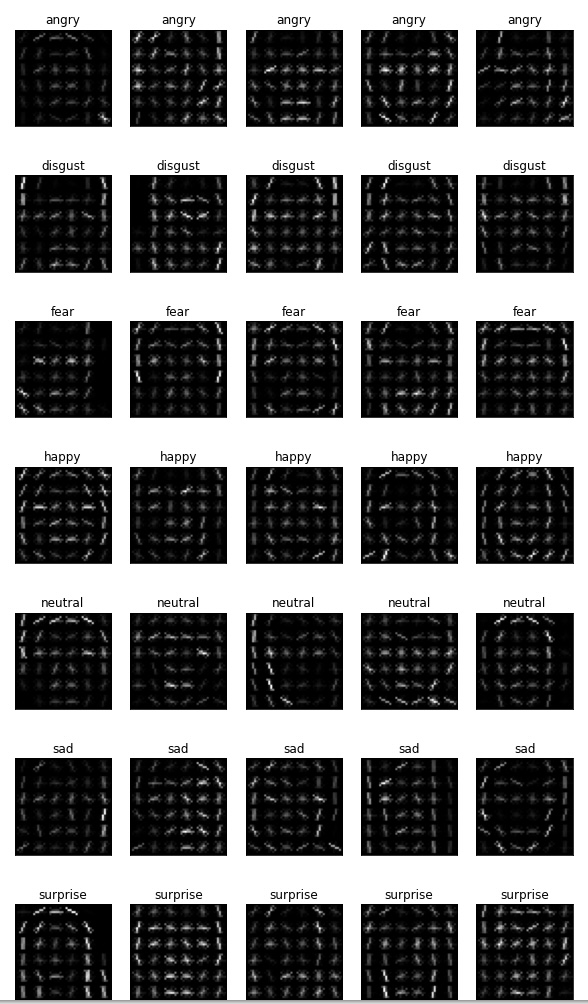 angry angry angry angry angry
disgust disgust disgust disgust disgust
fear fear fear fear fear
happy happy happy happy happy
neutral neutral neutral neutral neutral
sad sad sad sad sad
surprise surprise surprise surprise surprise